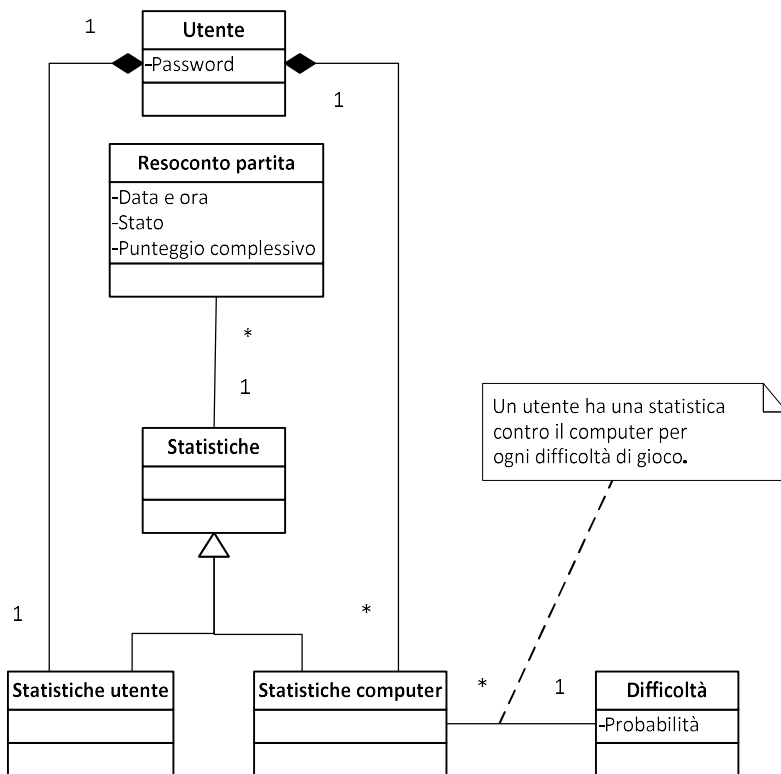 1
Utente
-Password
1
Resoconto partita
-Data e ora
-Stato
-Punteggio complessivo
*
1
Statistiche
Un utente ha una statistica
contro il computer per
ogni difficoltà di gioco.
1
*
Statistiche utente
Statistiche computer
*
1
Difficoltà
-Probabilità